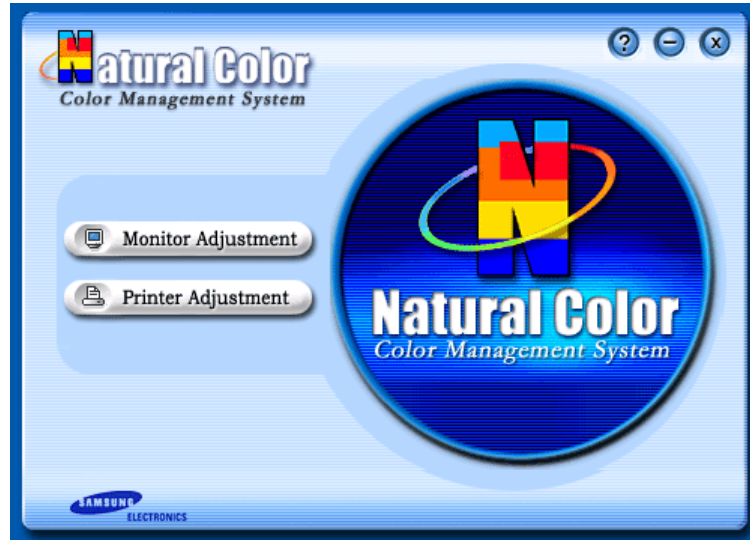 Natural Color
Color Management System
? − x
Monitor Adjustment
Printer Adjustment
N
Natural Color
Color Management System
SAMSUNG
ELECTRONICS